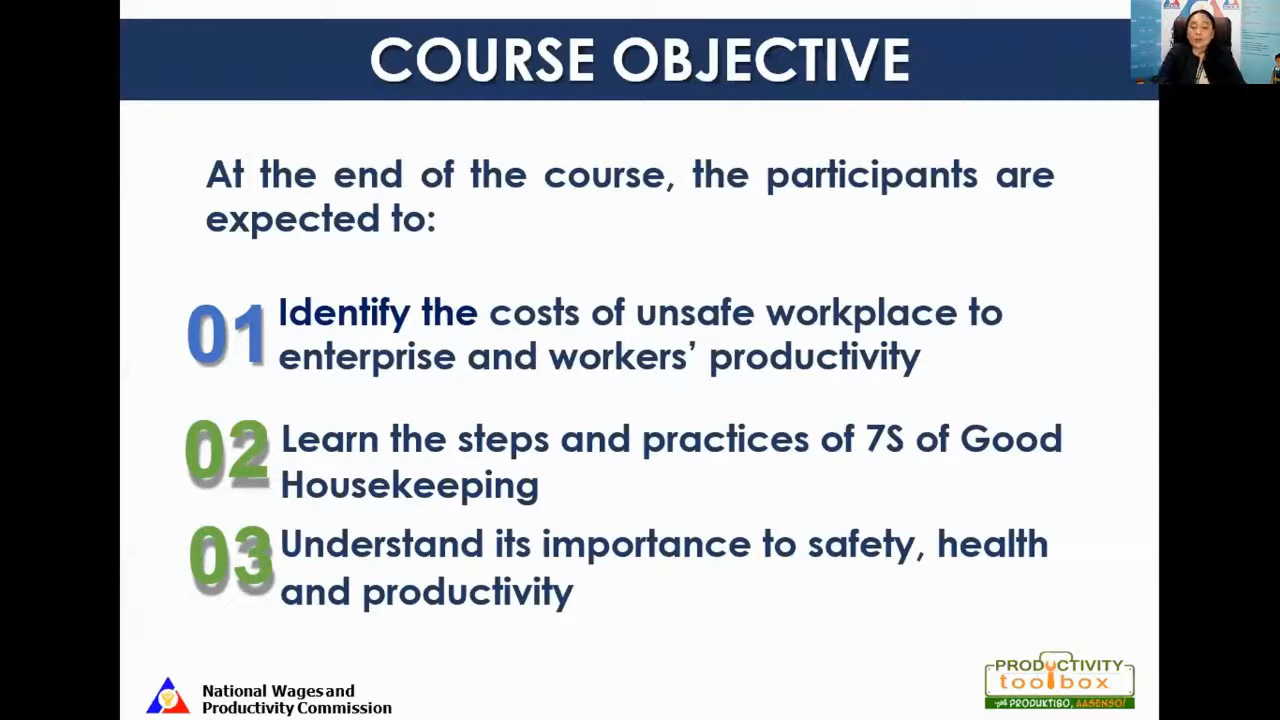 COURSE OBJECTIVE
At the end of the course, the participants are
expected to:
01
Identify the costs of unsafe workplace to
enterprise and workers’ productivity
02
Learn the steps and practices of 7S of Good
Housekeeping
03
Understand its importance to safety, health
and productivity
National Wages and
Productivity Commission
PRODUCTIVITY
toolbox
PRODUKTIBO, AASENSO!